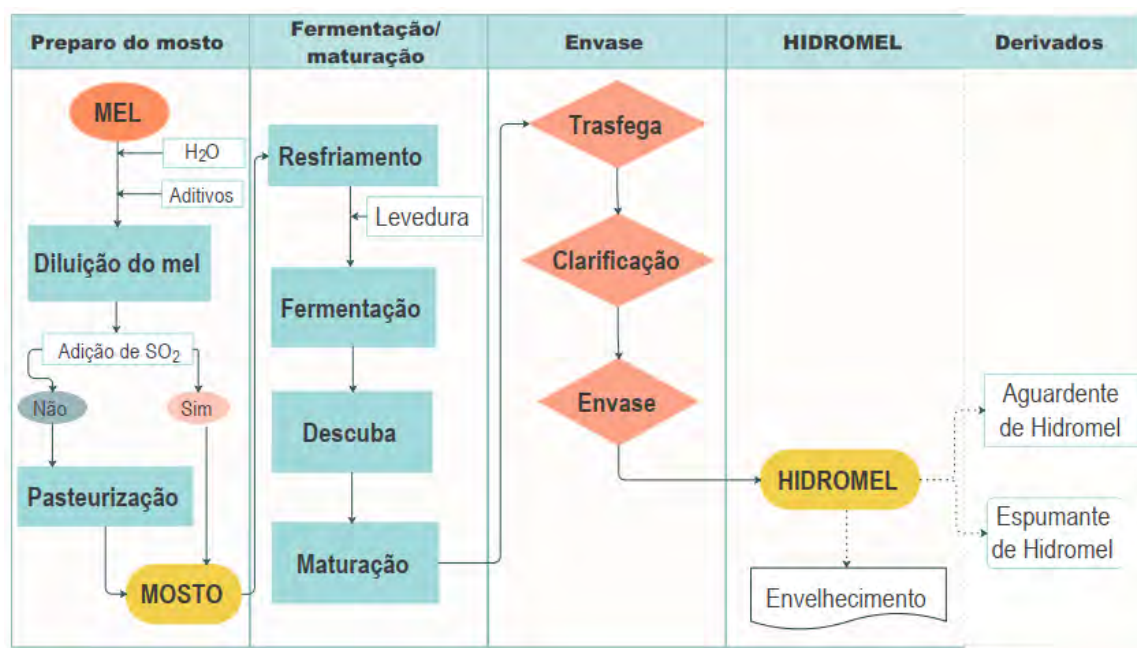 Preparo do mosto
Fermentação/
maturação
Envase
HIDROMEL
Derivados
MEL
H₂O
Aditivos
Diluição do mel
Adição de SO₂
Não
Sim
Pasteurização
MOSTO
Resfriamento
Levedura
Fermentação
Descuba
Maturação
Trasfega
Clarificação
Envase
HIDROMEL
Envelhecimento
Aguardente
de Hidromel
Espumante
de Hidromel